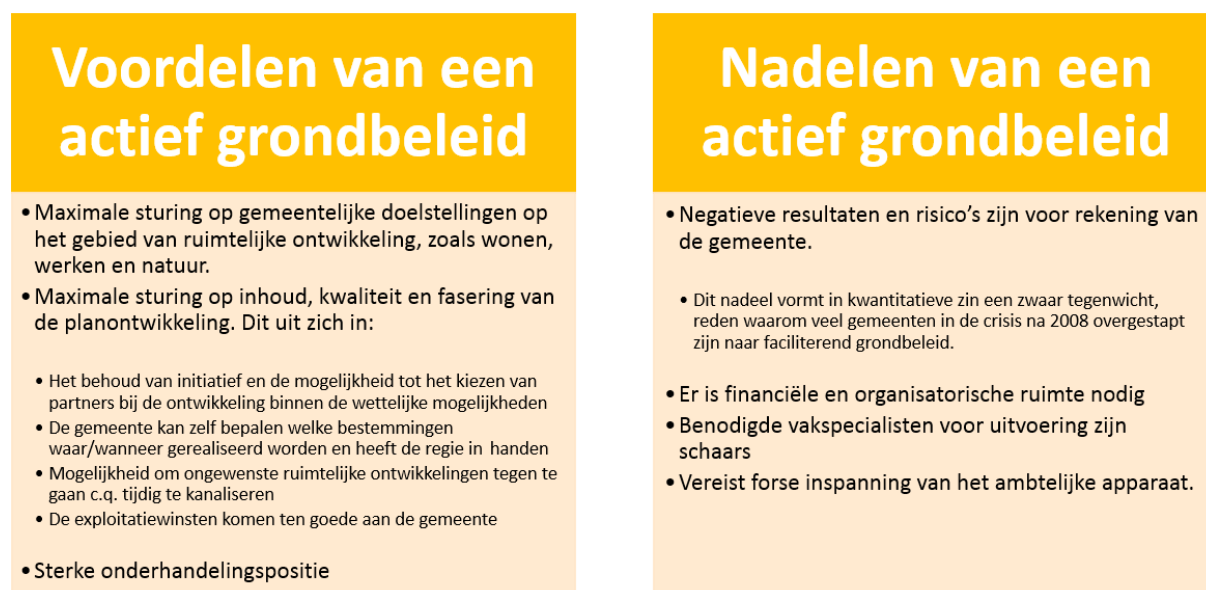 Voordelen van een
actief grondbeleid
• Maximale sturing op gemeentelijke doelstellingen op
het gebied van ruimtelijke ontwikkeling, zoals wonen,
werken en natuur.
• Maximale sturing op inhoud, kwaliteit en fasering van
de planontwikkeling. Dit uit zich in:
• Het behoud van initiatief en de mogelijkheid tot het kiezen van
partners bij de ontwikkeling binnen de wettelijke mogelijkheden
• De gemeente kan zelf bepalen welke bestemmingen
waar/wanneer gerealiseerd worden en heeft de regie in handen
• Mogelijkheid om ongewenste ruimtelijke ontwikkelingen tegen te
gaan c.q. tijdig te kanaliseren
• De exploitatiewinsten komen ten goede aan de gemeente
• Sterke onderhandelingspositie
Nadelen van een
actief grondbeleid
• Negatieve resultaten en risico's zijn voor rekening van
de gemeente.
• Dit nadeel vormt in kwantitatieve zin een zwaar tegenwicht,
reden waarom veel gemeenten in de crisis na 2008 overgestapt
zijn naar faciliterend grondbeleid.
• Er is financiële en organisatorische ruimte nodig
• Benodigde vakspecialisten voor uitvoering zijn
schaars
• Vereist forse inspanning van het ambtelijke apparaat.